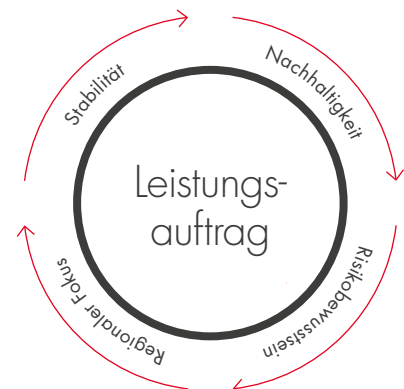 Stabilität
Nachhaltigkeit
Leistungs-
auftrag
Regionaler Fokus
Risikobewusstsein